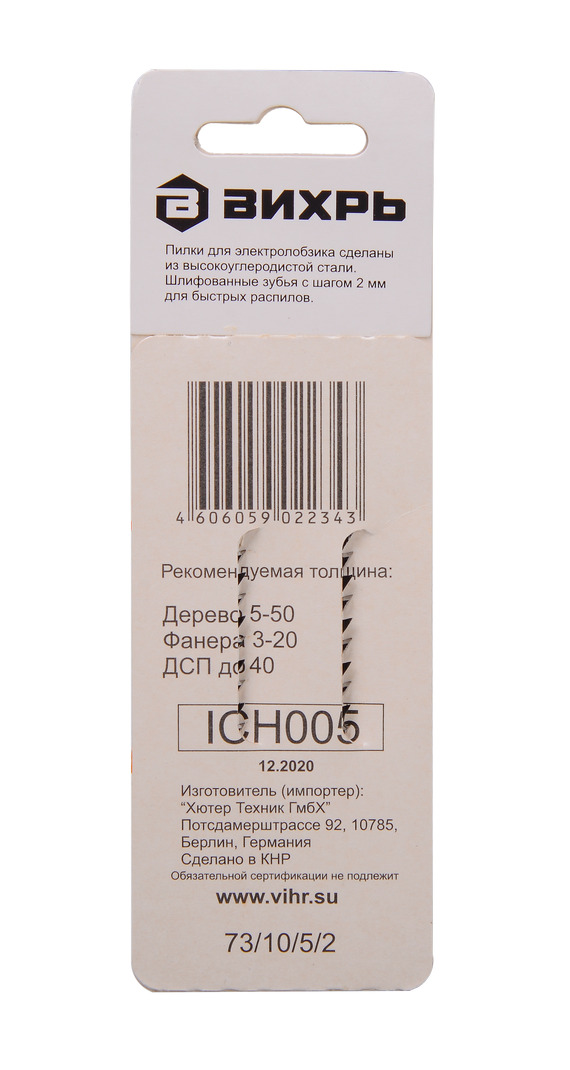 ВИХРЬ
Пилки для электролобзика сделаны
из высокоуглеродистой стали.
Шлифованные зубья с шагом 2 мм
для быстрых распилов.
4 606059 022343
Рекомендуемая толщина:
Дерево 5-50
Фанера 3-20
ДСП до 40
ICH005
12.2020
Изготовитель (импортер):
“Хютер Техник ГмбХ”
Потсдамерштрассе 92, 10785,
Берлин, Германия
Сделано в КНР
Обязательной сертификации не подлежит
www.vihr.su
73/10/5/2